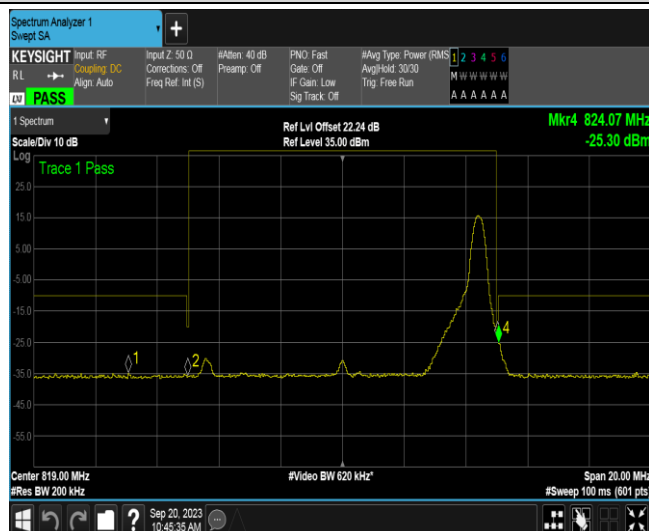 Spectrum Analyzer 1
Swept SA
+
KEYSIGHT Input: RF Input Z: 50 Ω #Atten: 40 dB PNO: Fast #Avg Type: Power (RMS 1 2 3 4 5 6
RL Coupling: DC Corrections: Off Preamp: Off Gate: Off Avg|Hold: 30/30 M W W W W W
Align: Auto Freq Ref: Int (S) IF Gain: Low Trig: Free Run
LXI PASS Sig Track: Off A A A A A A
1 Spectrum Ref Lvl Offset 22.24 dB Mkr4 824.07 MHz
Scale/Div 10 dB Ref Level 35.00 dBm -25.30 dBm
Log
Trace 1 Pass
25.0
15.0
5.00
-5.00
-15.0
4
-25.0
1 2
-35.0
-45.0
-55.0
Center 819.00 MHz #Video BW 620 kHz* Span 20.00 MHz
#Res BW 200 kHz #Sweep 100 ms (601 pts)
? Sep 20, 2023
10:45:35 AM